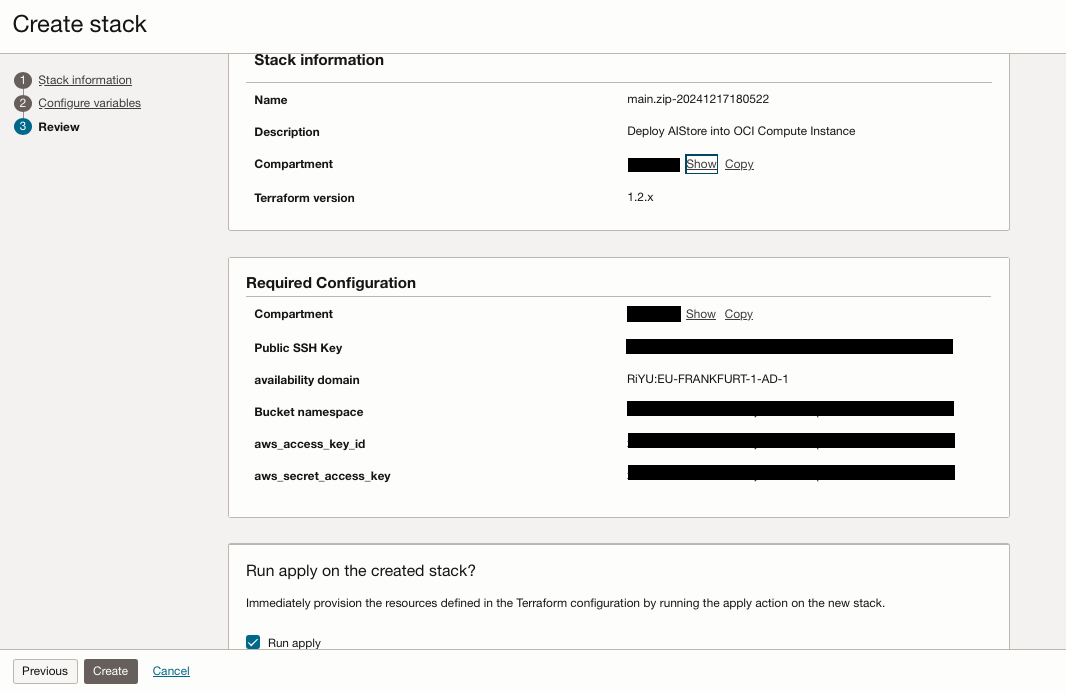 Create stack
1 Stack information
2 Configure variables
3 Review
Stack information
Name main.zip-20241217180522
Description Deploy AIStore into OCI Compute Instance
Compartment Show Copy
Terraform version 1.2.x
Required Configuration
Compartment Show Copy
Public SSH Key
availability domain RiYU:EU-FRANKFURT-1-AD-1
Bucket namespace
aws_access_key_id
aws_secret_access_key
Run apply on the created stack?
Immediately provision the resources defined in the Terraform configuration by running the apply action on the new stack.
Run apply
Previous Create Cancel